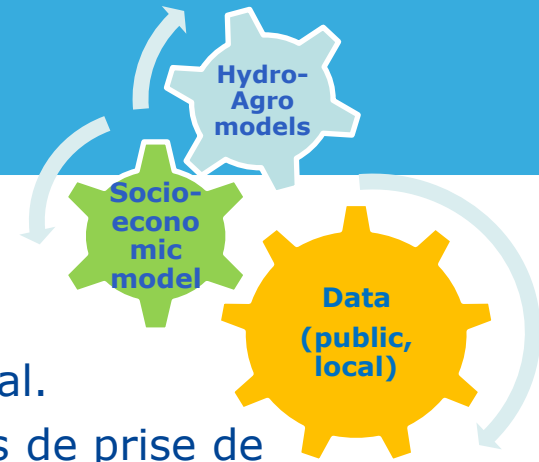 Hydro-
Agro
models
Socio-
econo
mic
model
Data
(public,
local)
al.
s de prise de